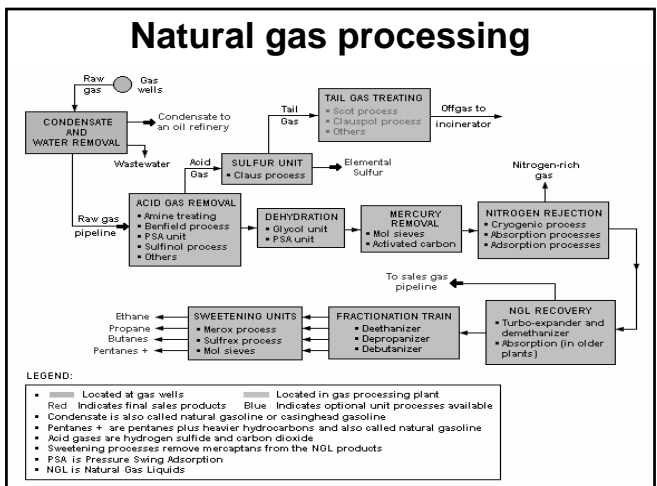 Natural gas processing
Raw gas
Gas wells
CONDENSATE
AND
WATER REMOVAL
Condensate to
an oil refinery
Wastewater
Raw gas
pipeline
Acid
Gas
ACID GAS REMOVAL
• Amine treating
• Benfield process
• PSA unit
• Sulfinol process
• Others
SULFUR UNIT
• Claus process
Elemental
Sulfur
Tail
Gas
TAIL GAS TREATING
• Scot process
• Clauspol process
• Others
Offgas to
incinerator
DEHYDRATION
• Glycol unit
• PSA unit
MERCURY
REMOVAL
• Mol sieves
• Activated carbon
Nitrogen-rich
gas
NITROGEN REJECTION
• Cryogenic process
• Absorption processes
• Adsorption processes
To sales gas
pipeline
NGL RECOVERY
• Turbo-expander and
demethanizer
• Absorption (in older
plants)
FRACTIONATION TRAIN
• Deethanizer
• Depropanizer
• Debutanizer
SWEETENING UNITS
• Merox process
• Sulfrex process
• Mol sieves
Ethane
Propane
Butanes
Pentanes +
LEGEND:
• Located at gas wells Located in gas processing plant
Red Indicates final sales products Blue Indicates optional unit processes available
• Condensate is also called natural gasoline or casinghead gasoline
• Pentanes + are pentanes plus heavier hydrocarbons and also called natural gasoline
• Acid gases are hydrogen sulfide and carbon dioxide
• Sweetening processes remove mercaptans from the NGL products
• PSA is Pressure Swing Adsorption
• NGL is Natural Gas Liquids